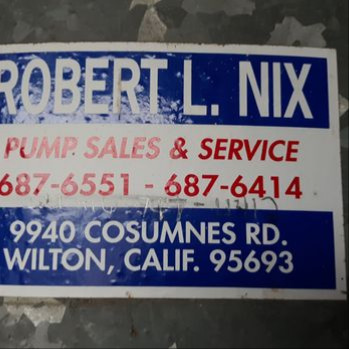 ROBERT L. NIX
PUMP SALES & SERVICE
687-6551 - 687-6414
9940 COSUMNES RD.
WILTON, CALIF. 95693